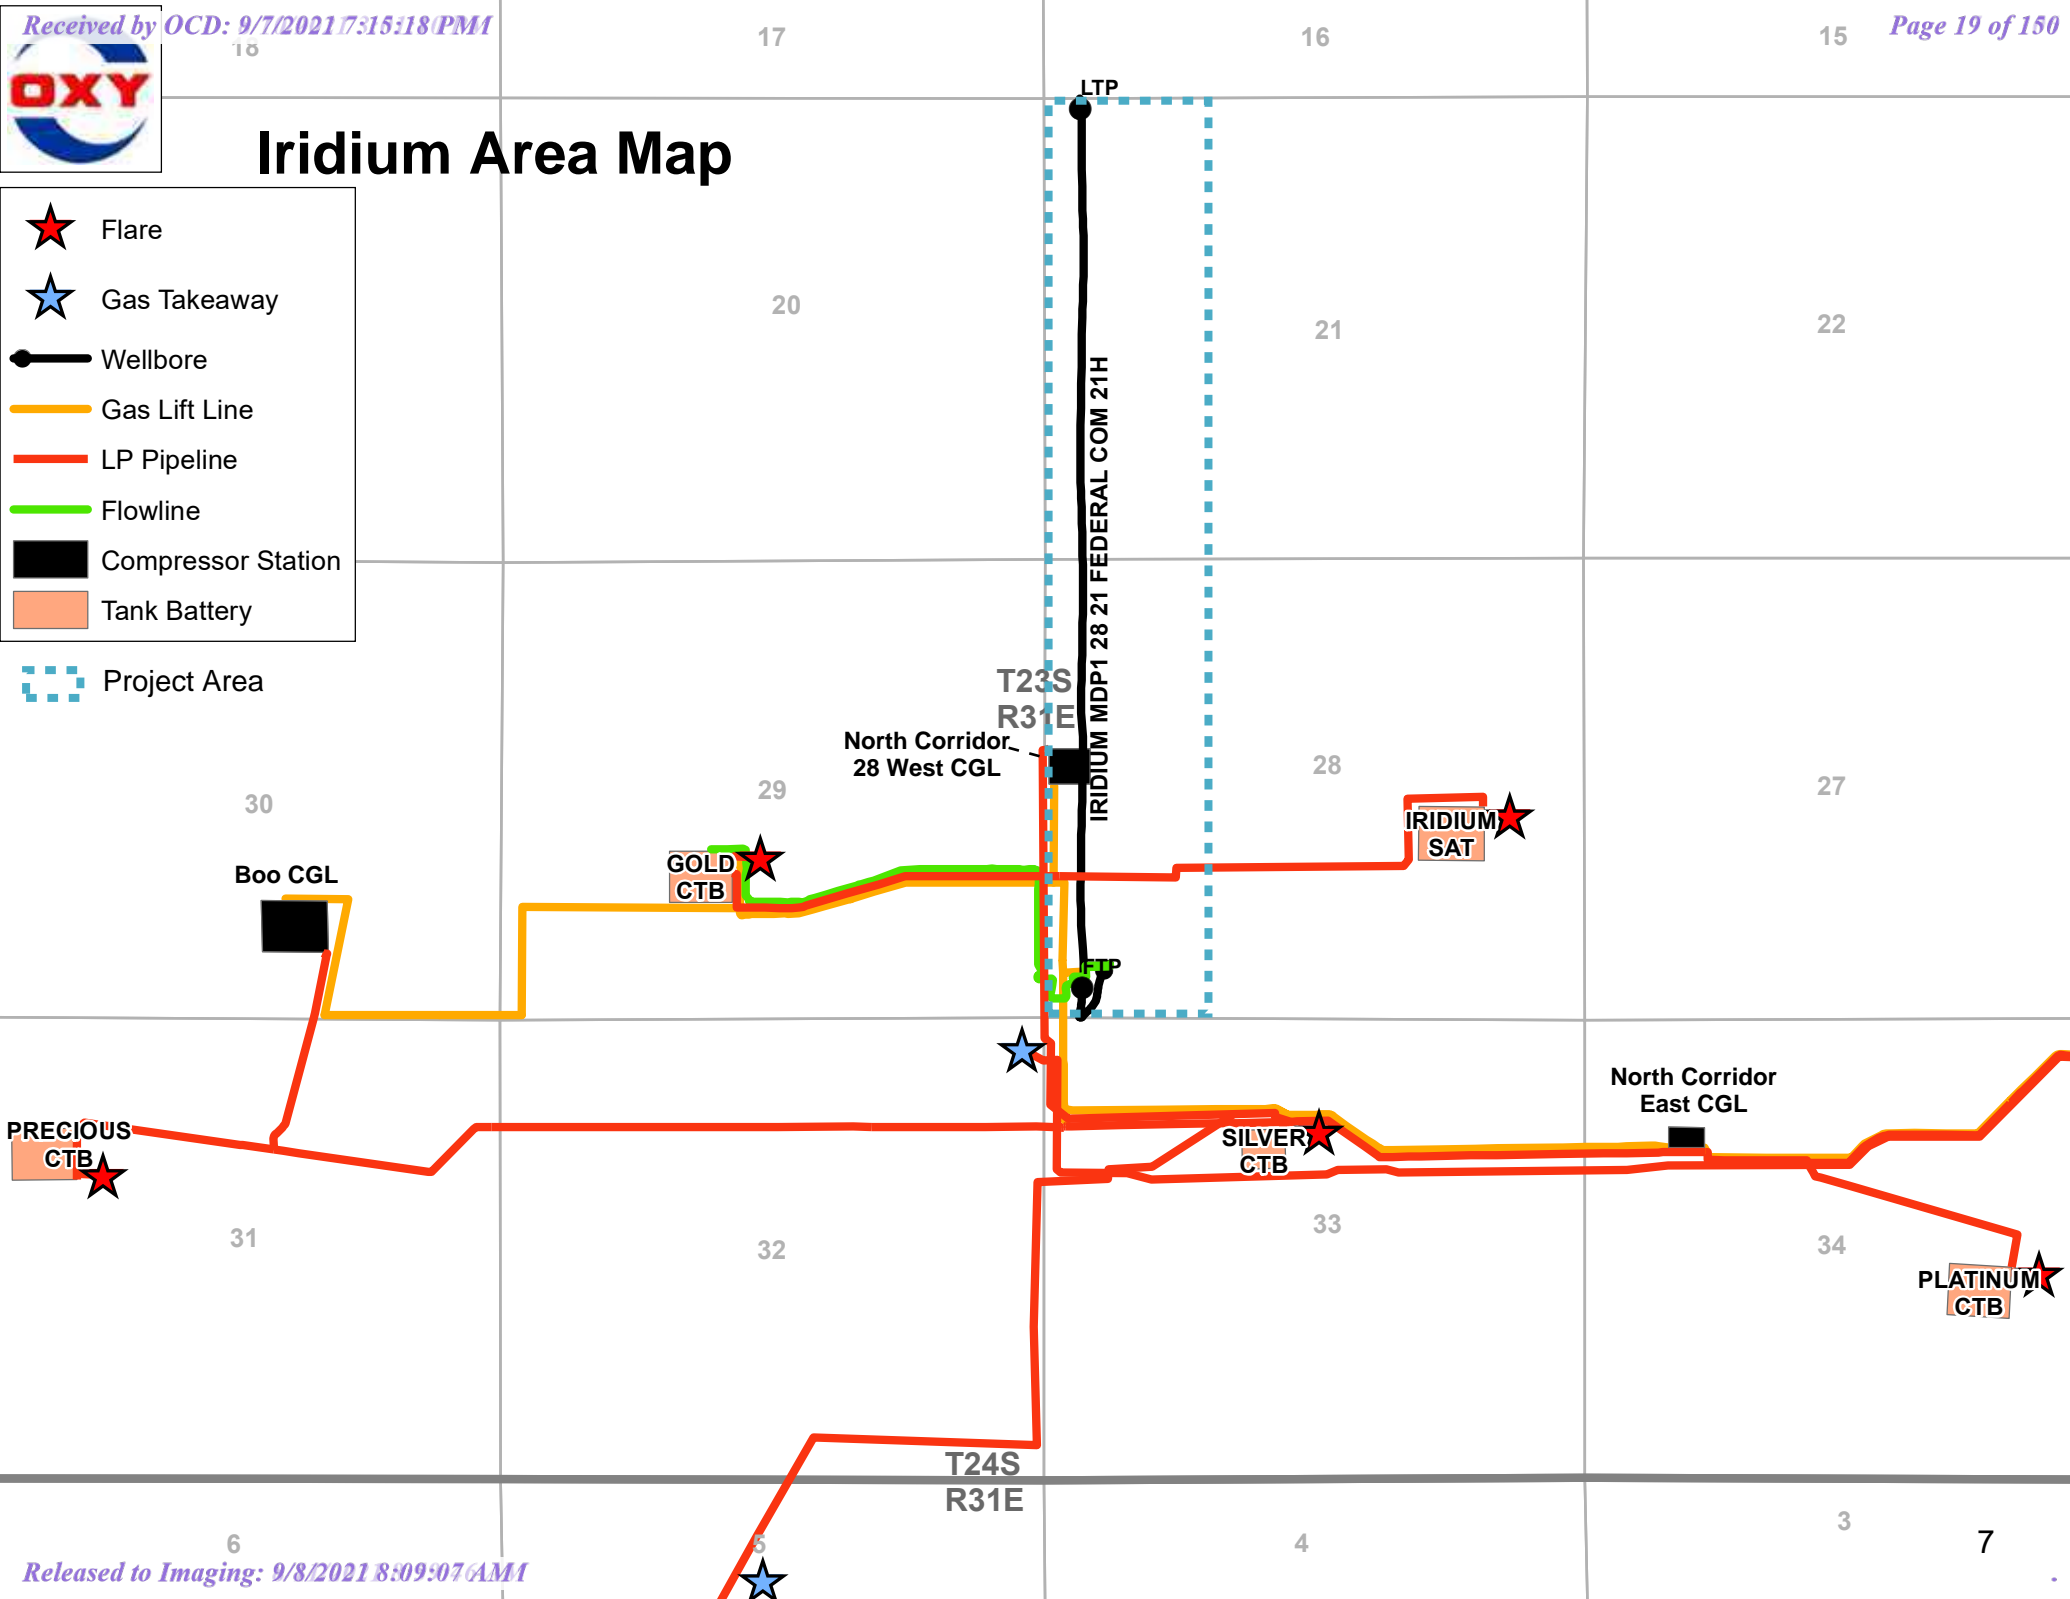 Received by OCD: 9/7/2021 7:15:18 PM
Page 19 of 150
18
17
16
15
OXY
LTP
Iridium Area Map
Flare
Gas Takeaway
Wellbore
Gas Lift Line
LP Pipeline
Flowline
Compressor Station
Tank Battery
Project Area
20
21
22
IRIDIUM MDP1 28 21 FEDERAL COM 21H
T23S
R31E
North Corridor
28 West CGL
30
29
28
27
IRIDIUM
SAT
GOLD
CTB
Boo CGL
FTP
North Corridor
East CGL
PRECIOUS
CTB
SILVER
CTB
31
32
33
34
PLATINUM
CTB
T24S
R31E
6
5
4
3
7
Released to Imaging: 9/8/2021 8:09:07 AM